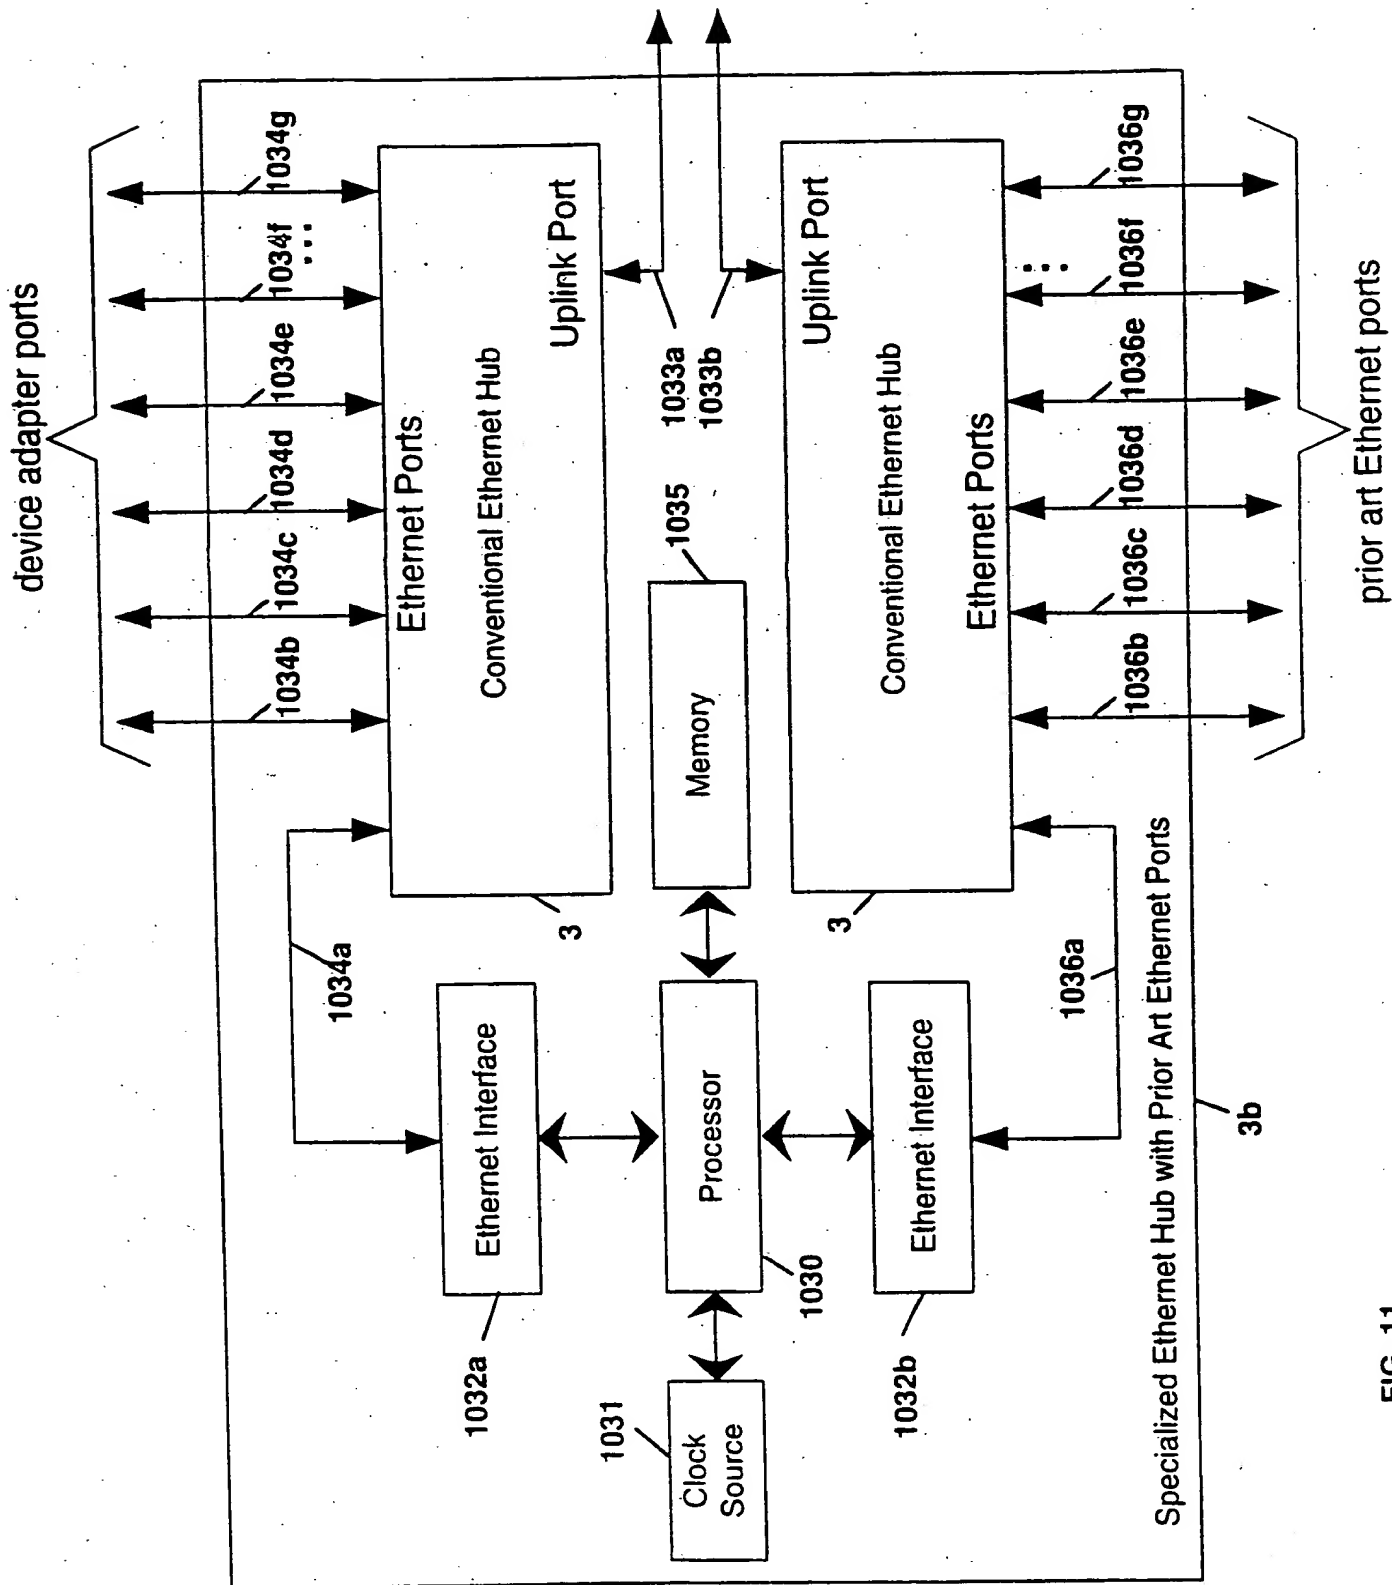 device adapter ports
1034b
1034c
1034d
1034e
1034f
...
1034g
1034a
Ethernet Ports
Conventional Ethernet Hub
Uplink Port
3
1032a
Ethernet Interface
1033a
1033b
1031
Clock
Source
Processor
1030
Memory
1035
1032b
Ethernet Interface
3
Uplink Port
Conventional Ethernet Hub
Ethernet Ports
1036a
1036b
1036c
1036d
1036e
1036f
...
1036g
Specialized Ethernet Hub with Prior Art Ethernet Ports
3b
prior art Ethernet ports
FIG. 11